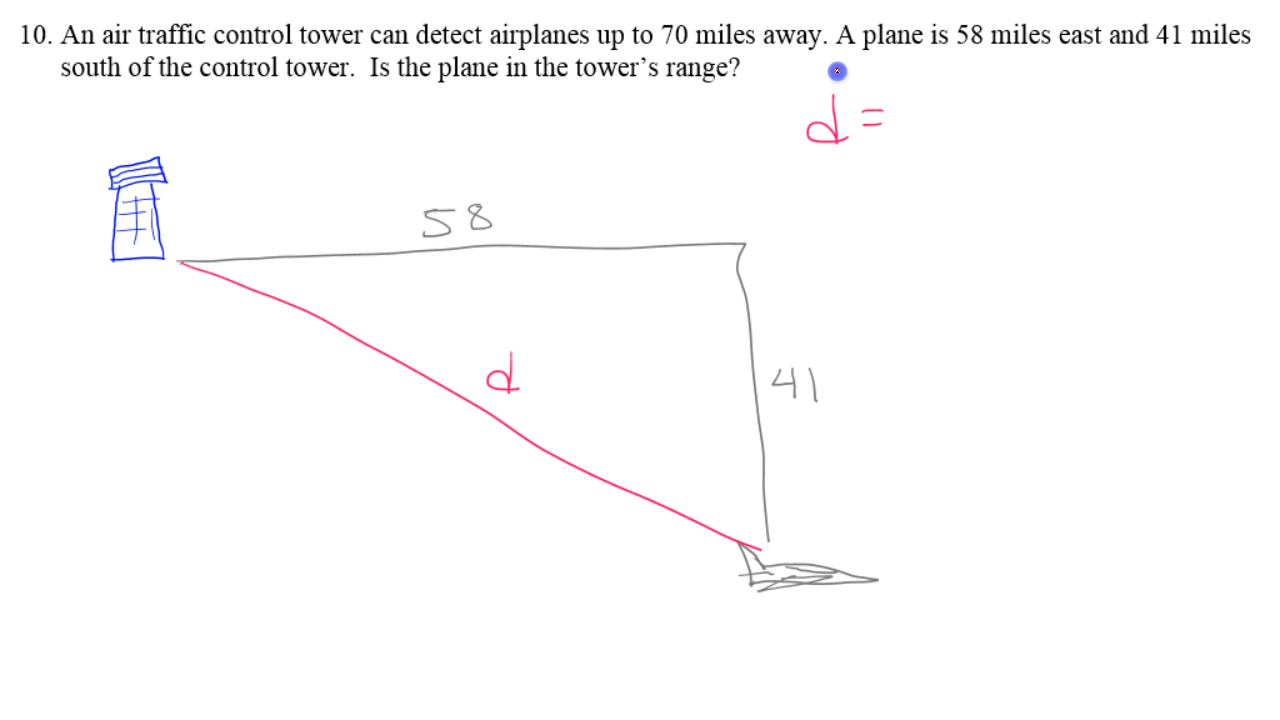 10. An air traffic control tower can detect airplanes up to 70 miles away. A plane is 58 miles east and 41 miles
south of the control tower. Is the plane in the tower's range?
d =
58
d
41